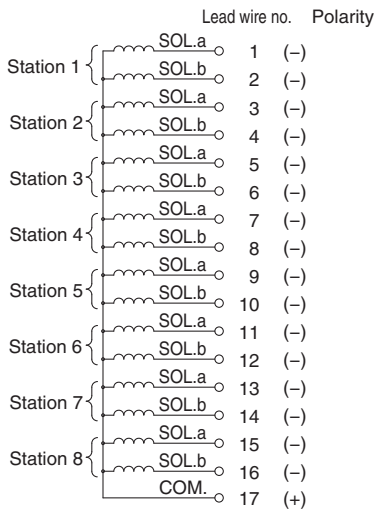 Lead wire no. Polarity
SOL.a 1 (–)
Station 1
SOL.b 2 (–)
SOL.a 3 (–)
Station 2
SOL.b 4 (–)
SOL.a 5 (–)
Station 3
SOL.b 6 (–)
SOL.a 7 (–)
Station 4
SOL.b 8 (–)
SOL.a 9 (–)
Station 5
SOL.b 10 (–)
SOL.a 11 (–)
Station 6
SOL.b 12 (–)
SOL.a 13 (–)
Station 7
SOL.b 14 (–)
SOL.a 15 (–)
Station 8
SOL.b 16 (–)
COM. 17 (+)